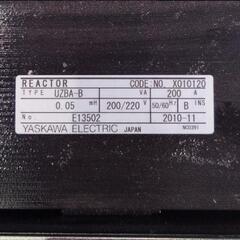 REACTOR CODE: NO. X010120
TYPE UZBA-B VA 200 A
0.05 mH 200/220 V 50/60 Hz B INS
No E13502 2010-11
YASKAWA ELECTRIC JAPAN NC0391